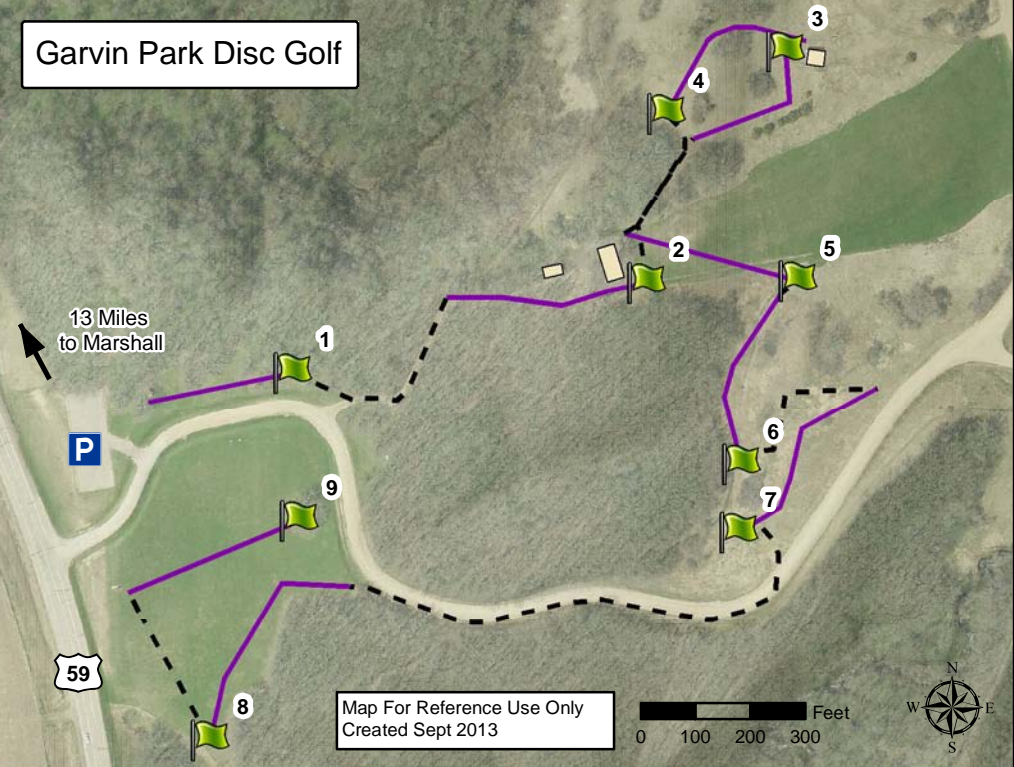 Garvin Park Disc Golf
3
4
2
5
13 Miles
to Marshall
1
P
6
9
7
59
8
Map For Reference Use Only
Created Sept 2013
Feet
0 100 200 300
N
W E
S